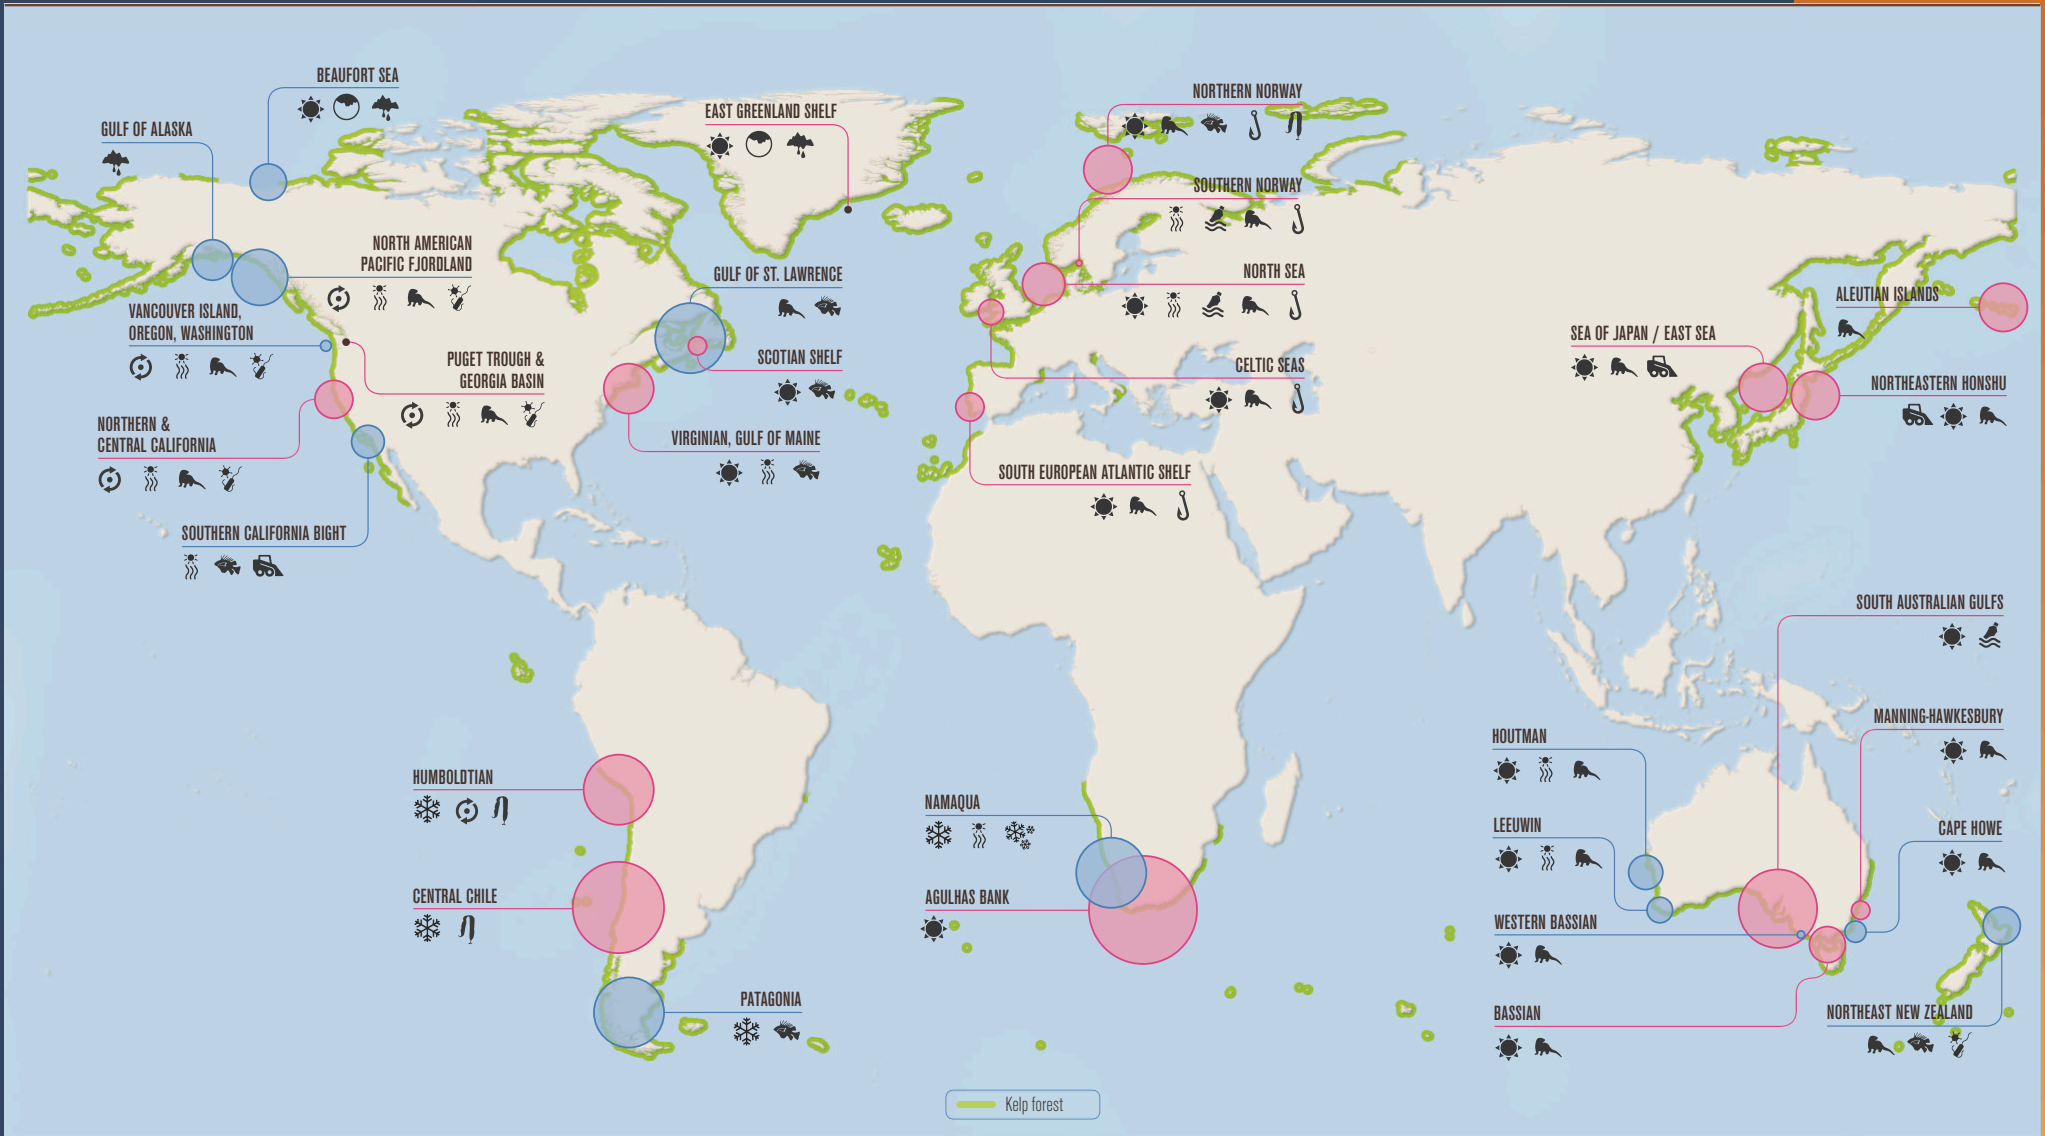 BEAUFORT SEA
GULF OF ALASKA
EAST GREENLAND SHELF
NORTHERN NORWAY
SOUTHERN NORWAY
NORTH AMERICAN
PACIFIC FJORDLAND
GULF OF ST. LAWRENCE
NORTH SEA
VANCOUVER ISLAND,
OREGON, WASHINGTON
ALEUTIAN ISLANDS
SEA OF JAPAN / EAST SEA
PUGET TROUGH &
GEORGIA BASIN
SCOTIAN SHELF
CELTIC SEAS
NORTHEASTERN HONSHU
NORTHERN &
CENTRAL CALIFORNIA
VIRGINIAN, GULF OF MAINE
SOUTH EUROPEAN ATLANTIC SHELF
SOUTHERN CALIFORNIA BIGHT
SOUTH AUSTRALIAN GULFS
MANNING-HAWKESBURY
HOUTMAN
HUMBOLDTIAN
NAMAQUA
LEEUWIN
CAPE HOWE
CENTRAL CHILE
AGULHAS BANK
WESTERN BASSIAN
PATAGONIA
BASSIAN
NORTHEAST NEW ZEALAND
Kelp forest